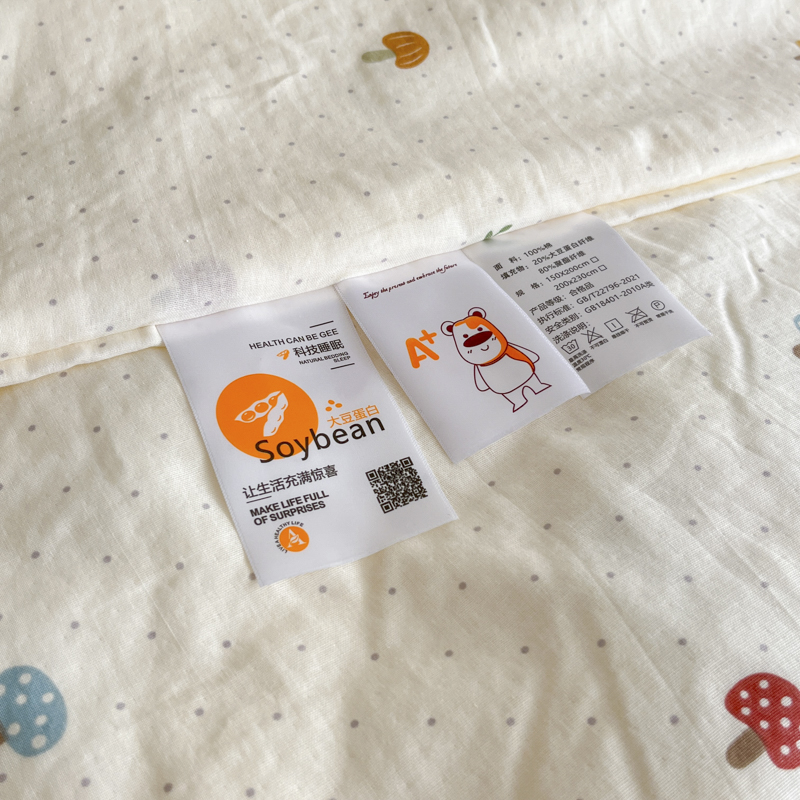 HEALTH CAN BE GEE
科技睡眠
NATURAL BEDDING
SLEEP
大豆蛋白
Soybean
让生活充满惊喜
MAKE LIFE FULL
OF SURPRISES
LIVE A HEALTHY LIFE
Enjoy the present and embrace the future
A+
面 料：100%棉
填充物：20%大豆蛋白纤维
80%聚酯纤维
规 格：150X200cm □
200x230cm □
产品等级：合格品
执行标准：GB/T22796-2021
安全类别：GB18401-2010A类
洗涤说明：
30
P